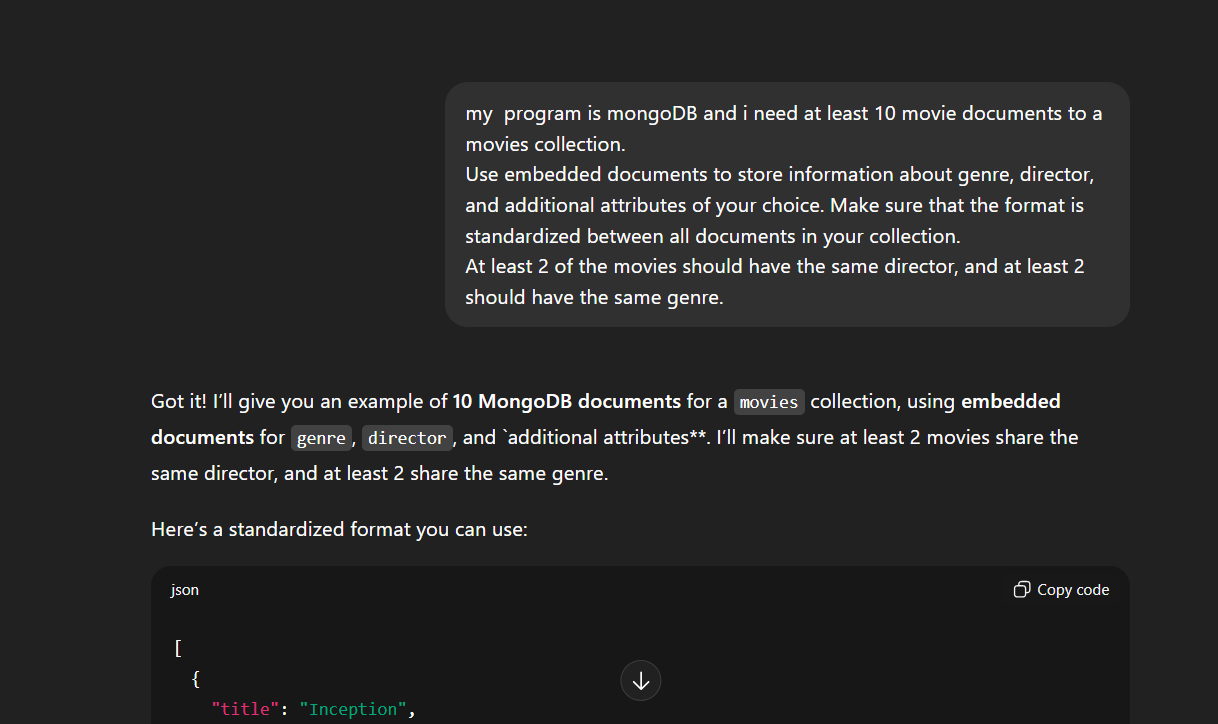 my  program is mongoDB and i need at least 10 movie documents to a
movies collection.
Use embedded documents to store information about genre, director,
and additional attributes of your choice. Make sure that the format is
standardized between all documents in your collection.
At least 2 of the movies should have the same director, and at least 2
should have the same genre.
Got it! I’ll give you an example of 10 MongoDB documents for a movies collection, using embedded
documents for genre, director, and `additional attributes**. I’ll make sure at least 2 movies share the
same director, and at least 2 share the same genre.
Here’s a standardized format you can use:
json
Copy code
[
{
"title": "Inception",